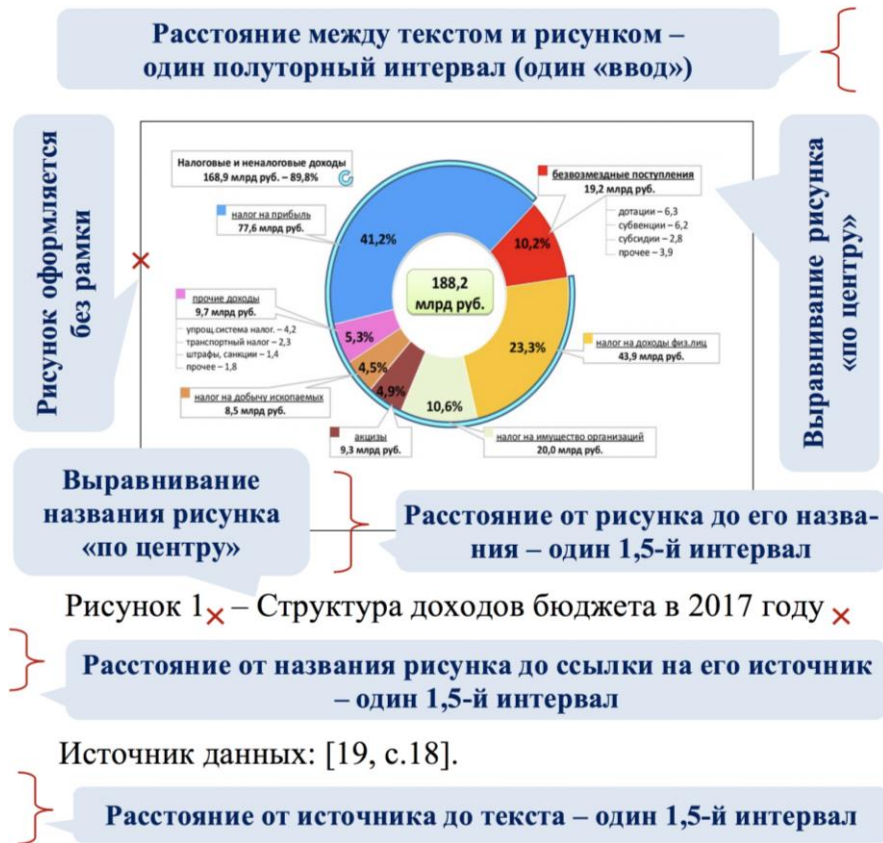 Расстояние между текстом и рисунком –
один полуторный интервал (один «ввод»)
Рисунок оформляется
без рамки
Налоговые и неналоговые доходы
168,9 млрд руб. – 89,8%
безвозмездные поступления
19,2 млрд руб.
дотации – 6,3
субвенции – 6,2
субсидии – 2,8
прочее – 3,9
налог на прибыль
77,6 млрд руб.
41,2%
10,2%
188,2
млрд руб.
прочие доходы
9,7 млрд руб.
упрощ.система налог. – 4,2
транспортный налог – 2,3
штрафы, санкции – 1,4
прочее – 1,8
5,3%
23,3%
налог на доходы физ.лиц
43,9 млрд руб.
4,5%
4,9%
10,6%
налог на добычу ископаемых
8,5 млрд руб.
акцизы
9,3 млрд руб.
налог на имущество организаций
20,0 млрд руб.
Выравнивание рисунка
«по центру»
Выравнивание
названия рисунка
«по центру»
Расстояние от рисунка до его назва-
ния – один 1,5-й интервал
Рисунок 1 – Структура доходов бюджета в 2017 году
Расстояние от названия рисунка до ссылки на его источник
– один 1,5-й интервал
Источник данных: [19, с.18].
Расстояние от источника до текста – один 1,5-й интервал